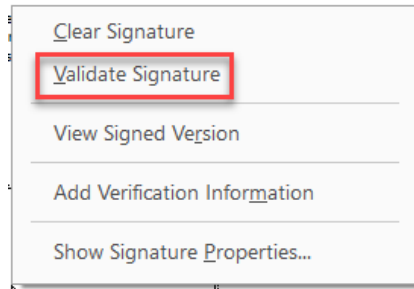 Clear Signature
Validate Signature
View Signed Version
Add Verification Information
Show Signature Properties...